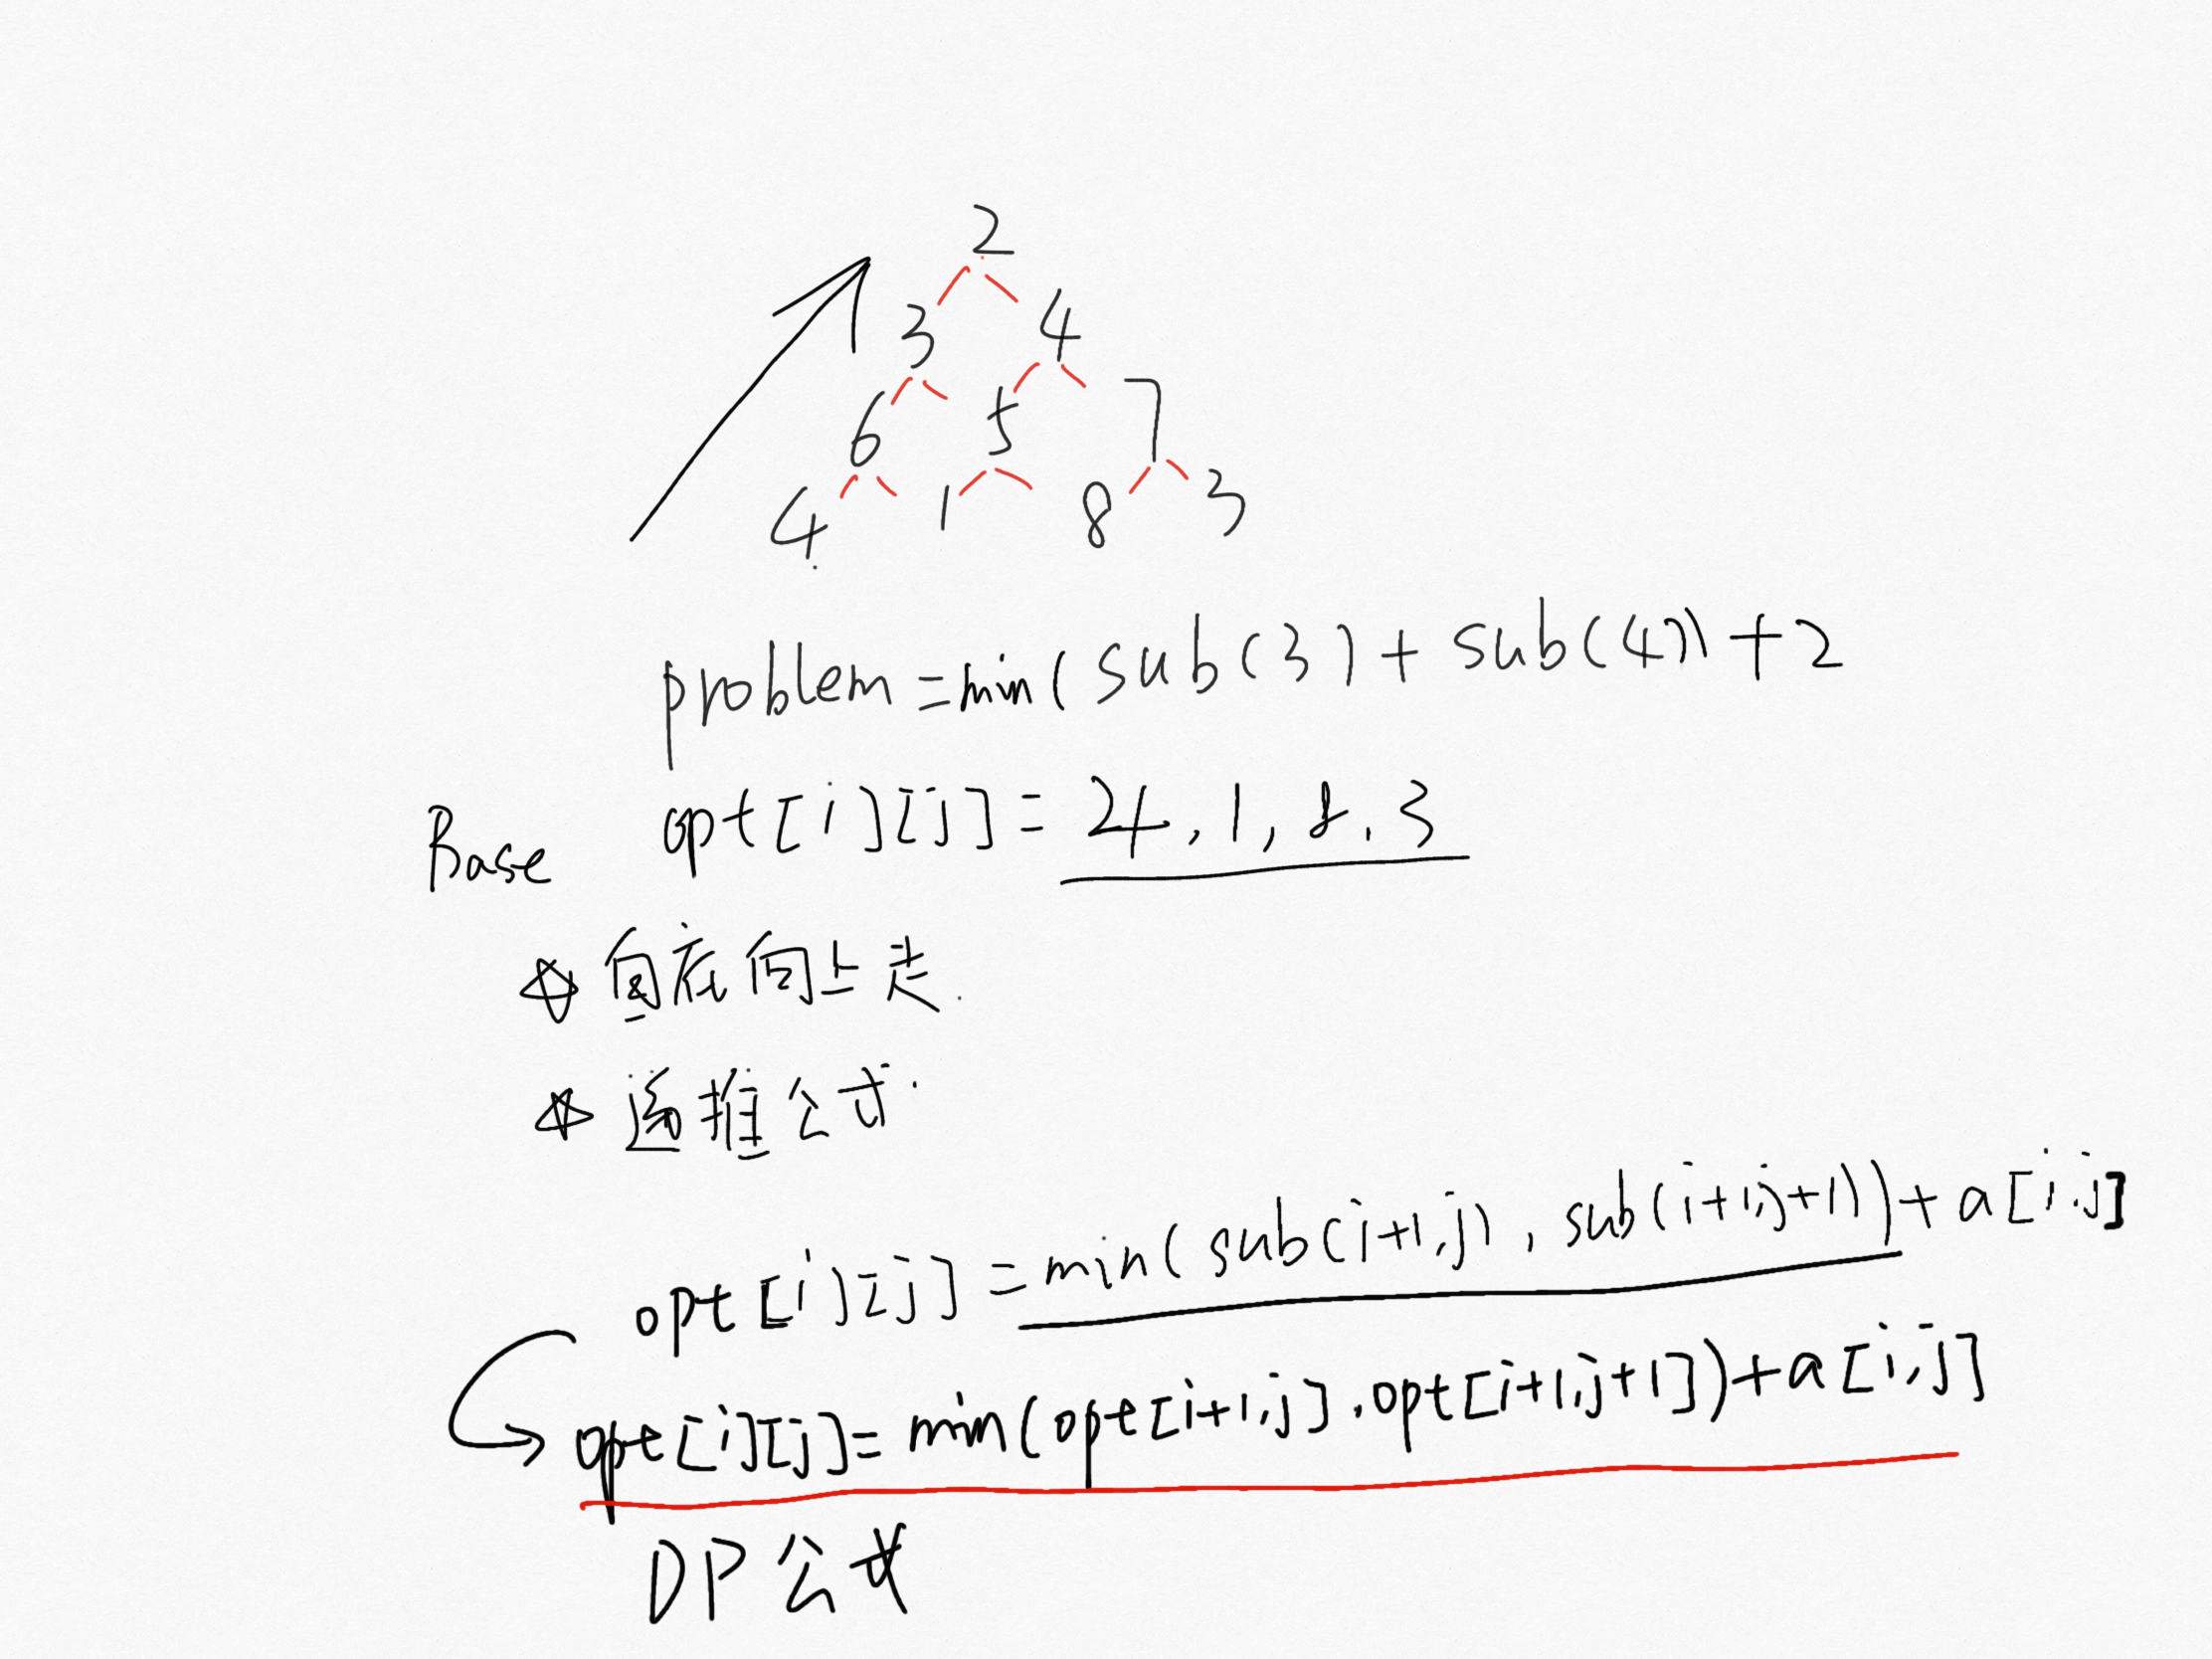 2
3 4
6 5 7
4 1 8 3
problem = min( sub(3) + sub(4)) + 2
Base opt[i][j] = 4, 1, 8, 3
☆ 自底向上走.
☆ 递推公式.
opt[i][j] = min( sub(i+1,j), sub(i+1,j+1)) + a[i,j]
opt[i][j] = min(opt[i+1,j], opt[i+1,j+1]) + a[i,j]
DP公式